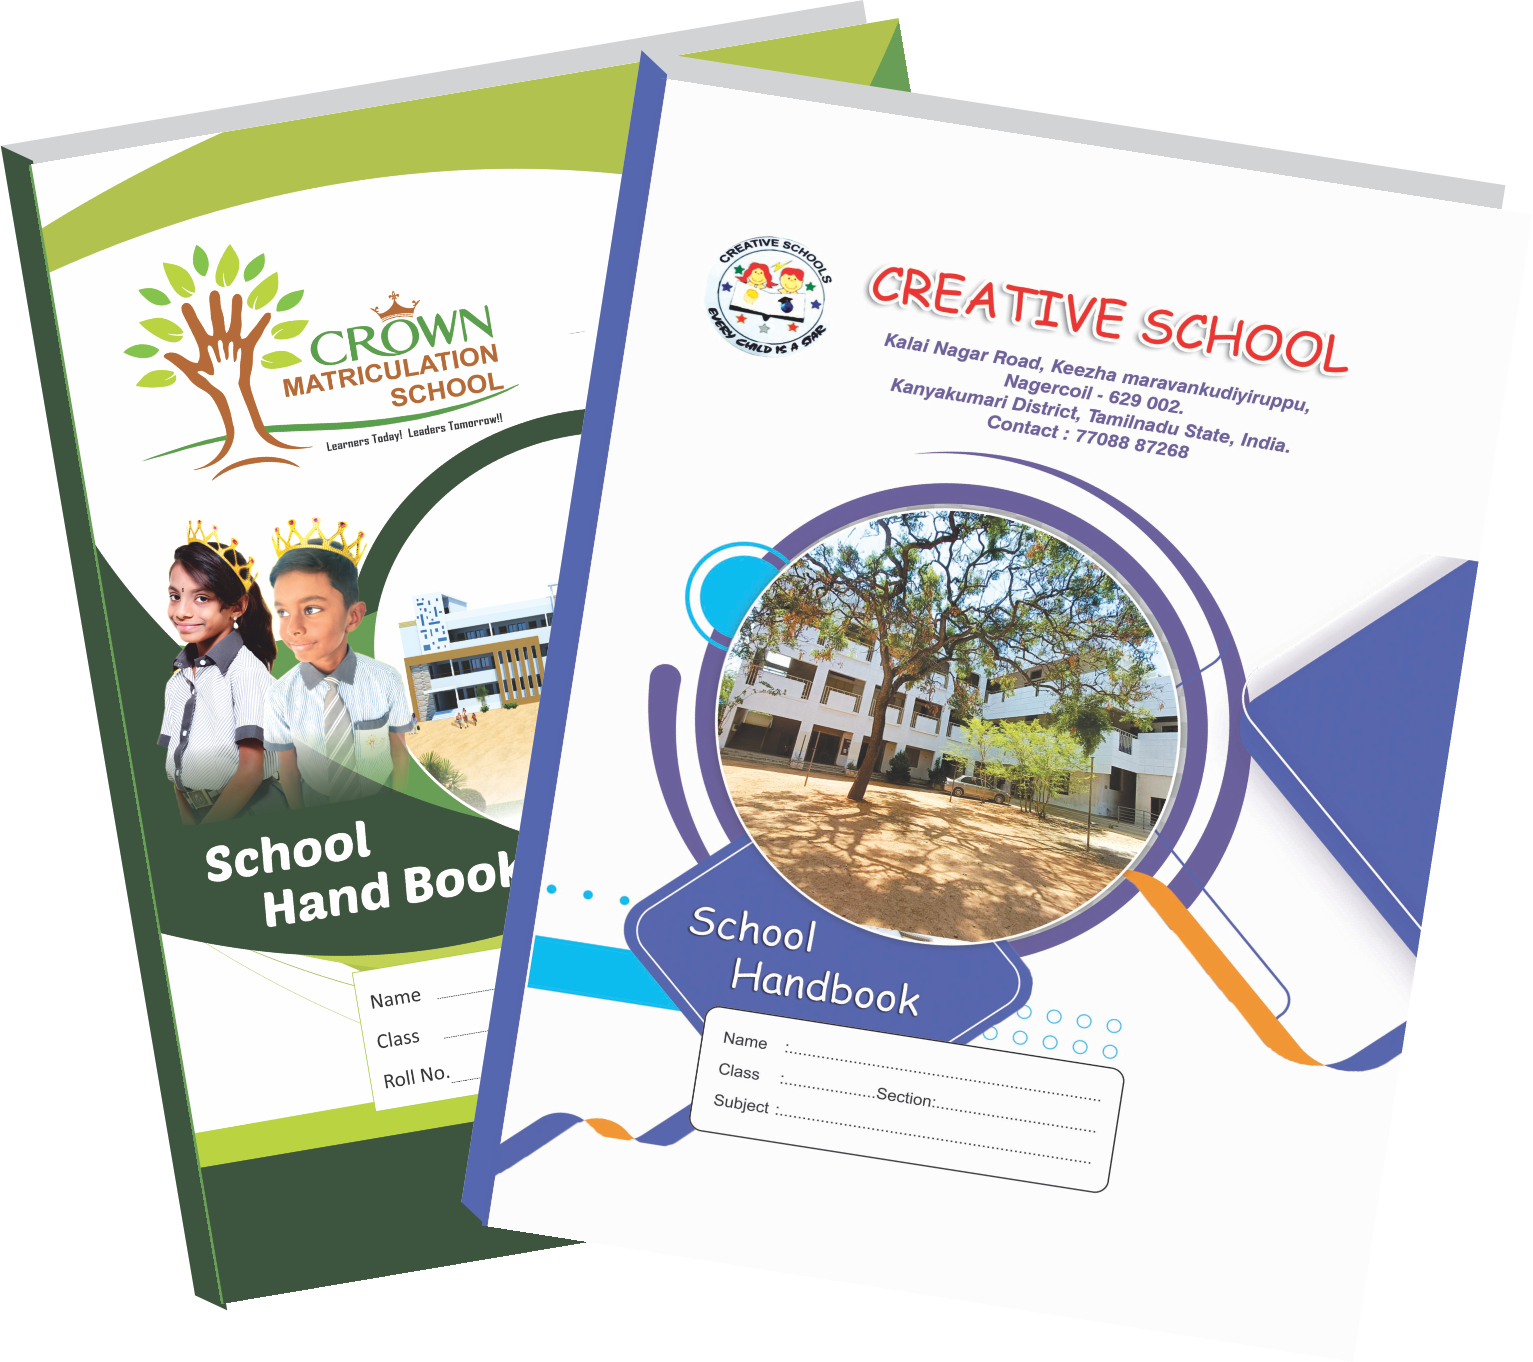 CROWN
MATRICULATION
SCHOOL
Learners Today! Leaders Tomorrow!!
School
Hand Book
Name
Class
Roll No.
CREATIVE SCHOOLS
EVERY CHILD IS A STAR
CREATIVE SCHOOL
Kalai Nagar Road, Keezha maravankudiyiruppu,
Nagercoil - 629 002.
Kanyakumari District, Tamilnadu State, India.
Contact : 77088 87268
School
Handbook
Name :
Class : Section:
Subject :